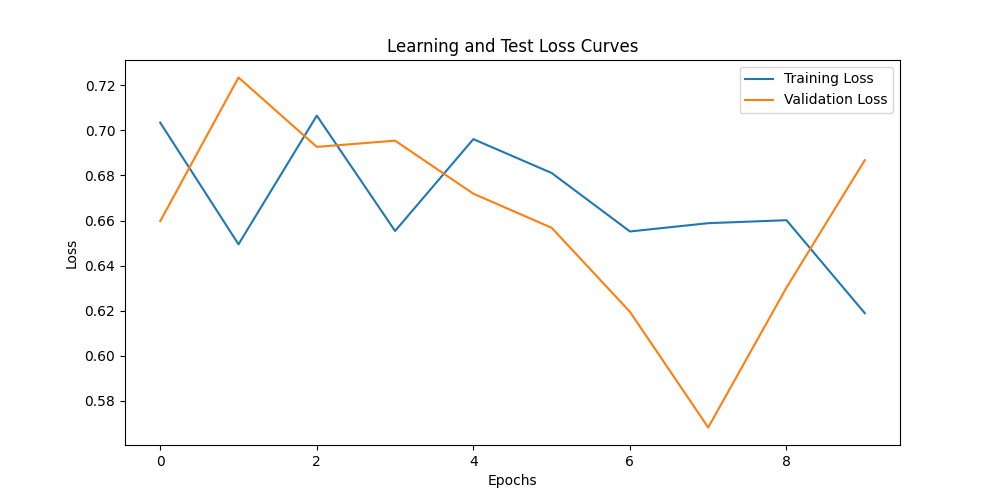 Learning and Test Loss Curves
Training Loss
Validation Loss
0.72
0.70
0.68
0.66
0.64
0.62
0.60
0.58
Loss
0 2 4 6 8
Epochs